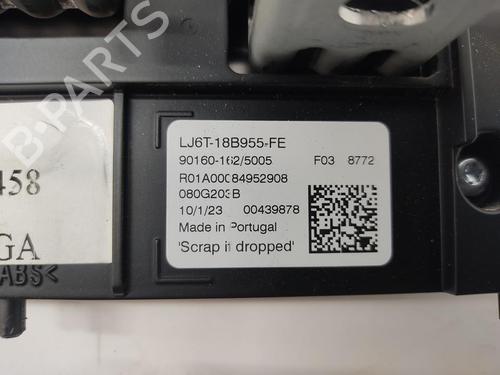 B-PARTS
LJ6T-18B955-FE
90160-162/5005 F03 8772
R01A00084952908
080G203B
10/1/23 00439878
Made in Portugal
'Scrap if dropped'
458
GA
ABS<